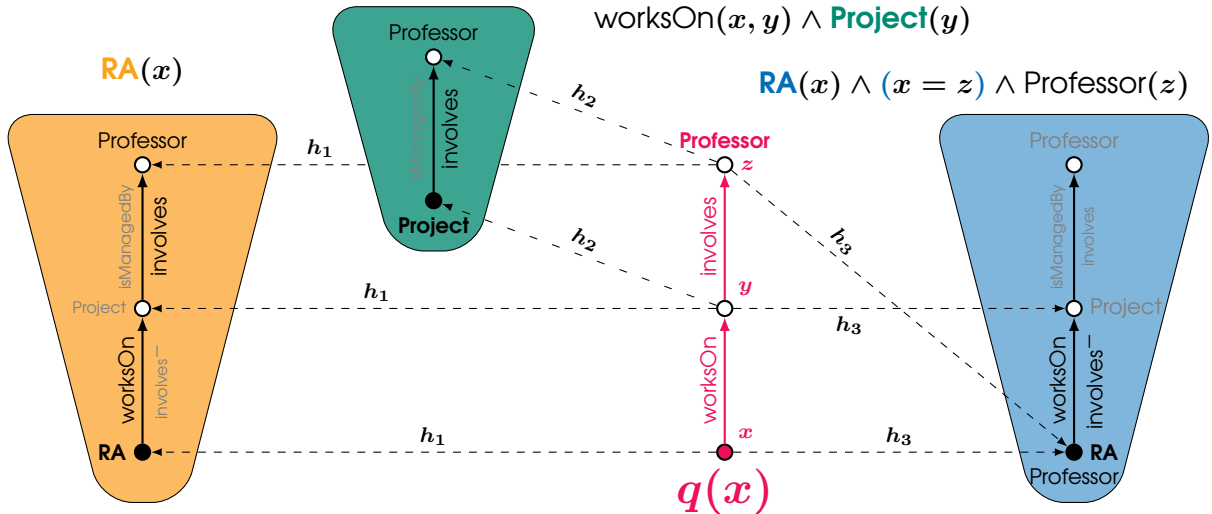 worksOn(x, y) ∧ Project(y)
RA(x)
RA(x) ∧ (x = z) ∧ Professor(z)
Professor
isManagedBy
involves
Project
h₂
h₂
Professor
isManagedBy
involves
Project
worksOn
involves⁻
RA
h₁
h₁
h₁
Professor
z
involves
y
worksOn
x
q(x)
h₃
h₃
h₃
Professor
isManagedBy
involves
Project
worksOn
involves⁻
RA
Professor